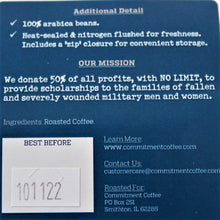 Additional Detail
✓ 100% arabica beans.
✓ Heat-sealed & nitrogen flushed for freshness.
Includes a 'zip' closure for convenient storage.
OUR MISSION
We donate 50% of all profits, with NO LIMIT, to
provide scholarships to the families of fallen
and severely wounded military men and women.
Ingredients: Roasted Coffee
BEST BEFORE
101122
Learn More:
www.commitmentcoffee.com
Contact Us:
customercare@commitmentcoffee.com
Roasted For:
Commitment Coffee
PO Box 251
Smithton, IL 62285